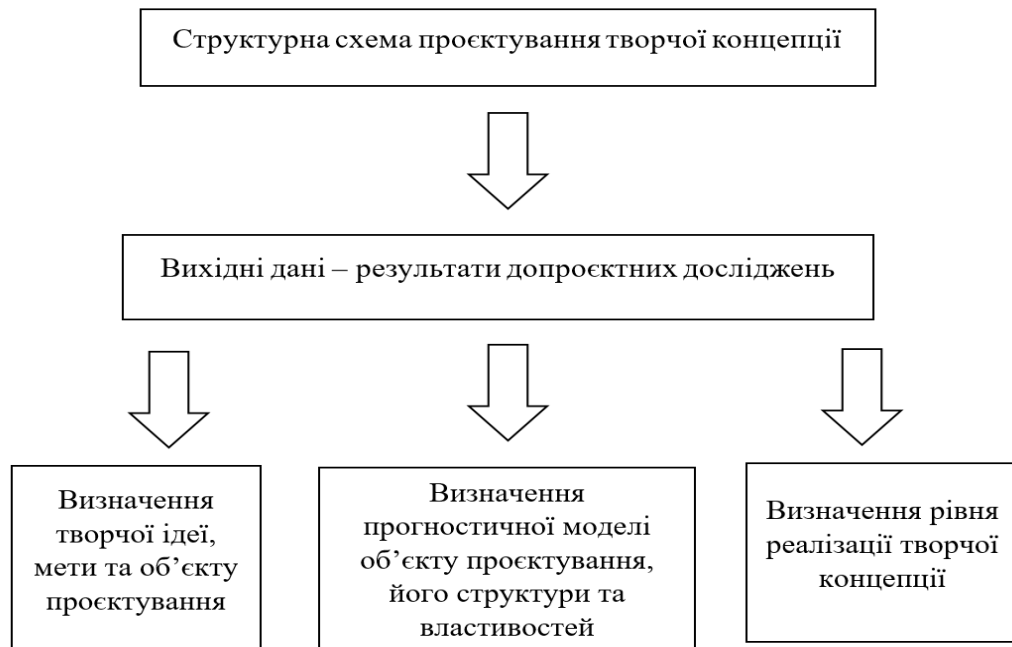 Структурна схема проєктування творчої концепції
Вихідні дані – результати допроєктних досліджень
Визначення
творчої ідеї,
мети та об’єкту
проєктування
Визначення
прогностичної моделі
об’єкту проєктування,
його структури та
властивостей
Визначення рівня
реалізації творчої
концепції